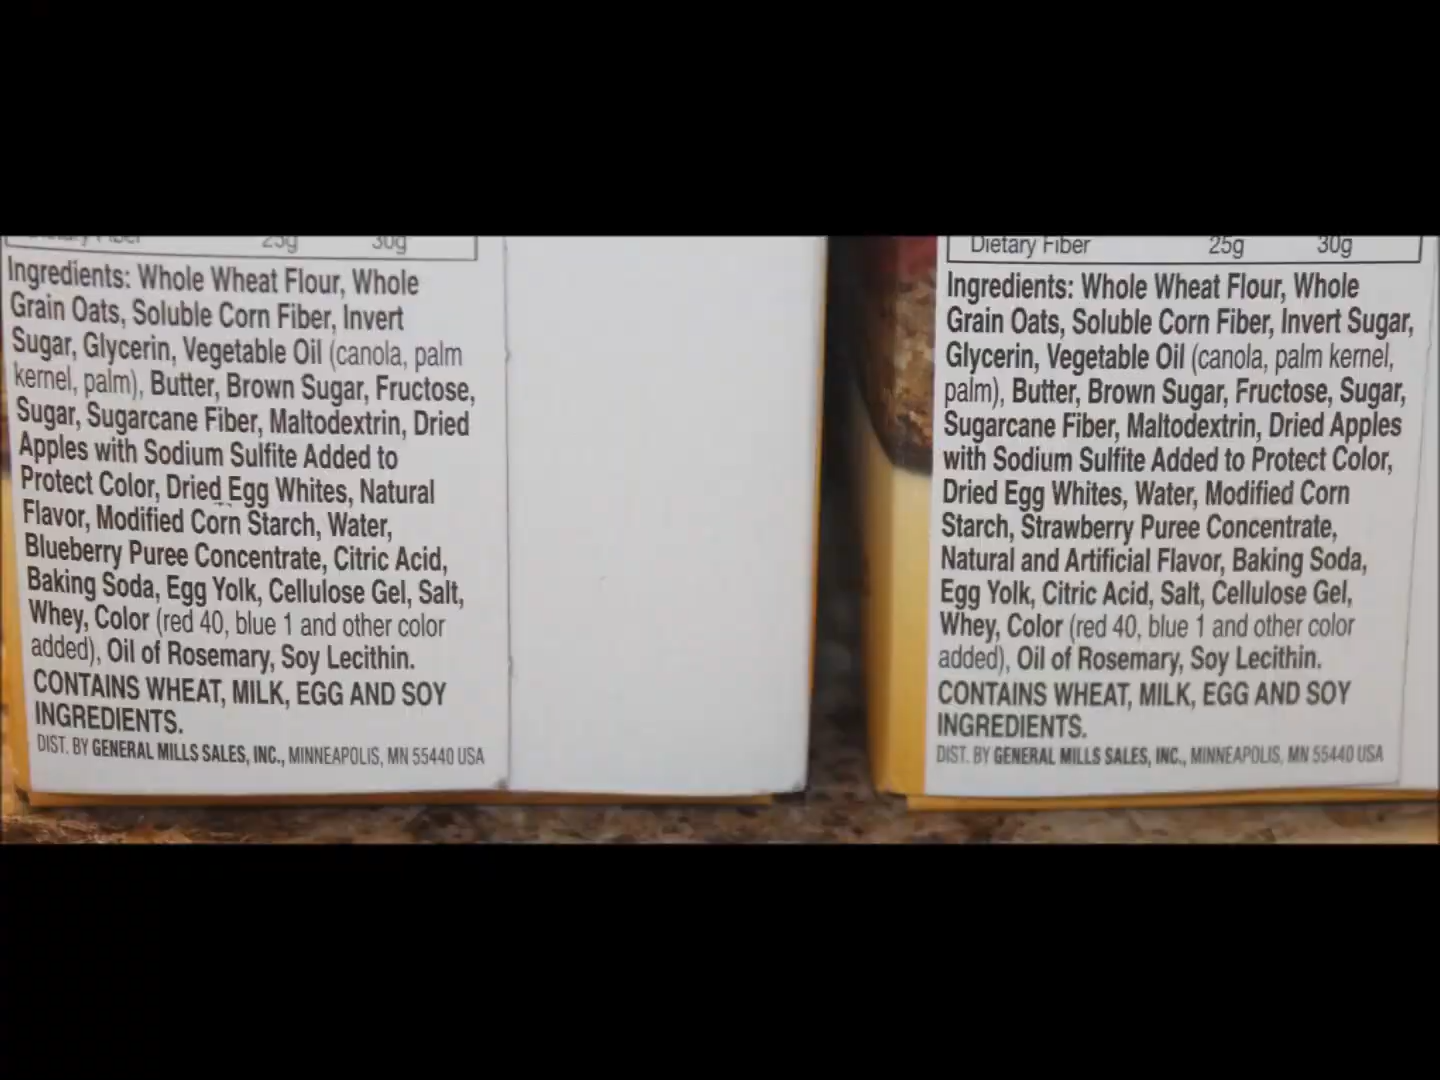 Dietary Fiber 25g 30g
Ingredients: Whole Wheat Flour, Whole
Grain Oats, Soluble Corn Fiber, Invert
Sugar, Glycerin, Vegetable Oil (canola, palm
kernel, palm), Butter, Brown Sugar, Fructose,
Sugar, Sugarcane Fiber, Maltodextrin, Dried
Apples with Sodium Sulfite Added to
Protect Color, Dried Egg Whites, Natural
Flavor, Modified Corn Starch, Water,
Blueberry Puree Concentrate, Citric Acid,
Baking Soda, Egg Yolk, Cellulose Gel, Salt,
Whey, Color (red 40, blue 1 and other color
added), Oil of Rosemary, Soy Lecithin.
CONTAINS WHEAT, MILK, EGG AND SOY
INGREDIENTS.
DIST. BY GENERAL MILLS SALES, INC., MINNEAPOLIS, MN 55440 USA
Dietary Fiber 25g 30g
Ingredients: Whole Wheat Flour, Whole
Grain Oats, Soluble Corn Fiber, Invert Sugar,
Glycerin, Vegetable Oil (canola, palm kernel,
palm), Butter, Brown Sugar, Fructose, Sugar,
Sugarcane Fiber, Maltodextrin, Dried Apples
with Sodium Sulfite Added to Protect Color,
Dried Egg Whites, Water, Modified Corn
Starch, Strawberry Puree Concentrate,
Natural and Artificial Flavor, Baking Soda,
Egg Yolk, Citric Acid, Salt, Cellulose Gel,
Whey, Color (red 40, blue 1 and other color
added), Oil of Rosemary, Soy Lecithin.
CONTAINS WHEAT, MILK, EGG AND SOY
INGREDIENTS.
DIST. BY GENERAL MILLS SALES, INC., MINNEAPOLIS, MN 55440 USA